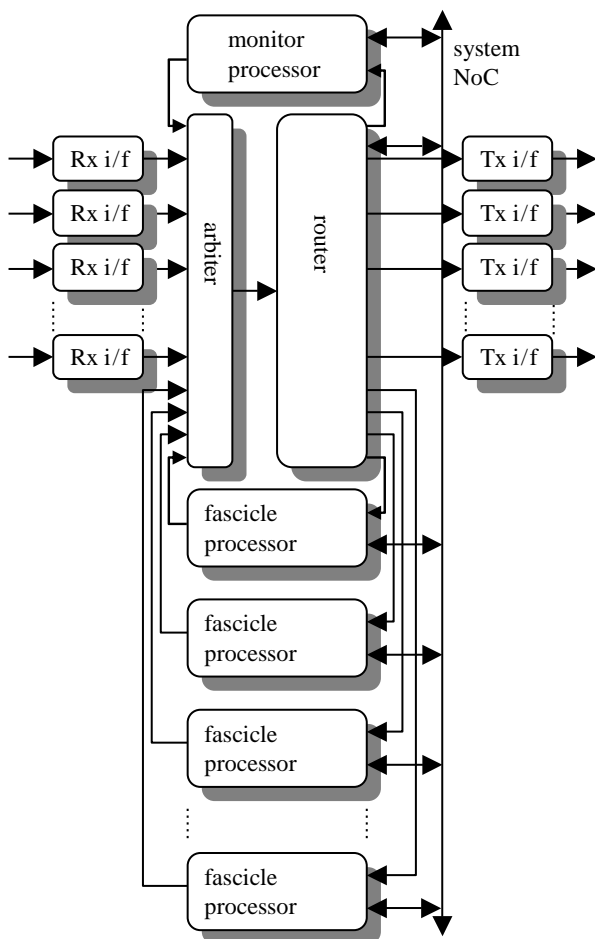 monitor
processor
system
NoC
Rx i/f
Rx i/f
Rx i/f
Rx i/f
arbiter
router
Tx i/f
Tx i/f
Tx i/f
Tx i/f
fascicle
processor
fascicle
processor
fascicle
processor
fascicle
processor